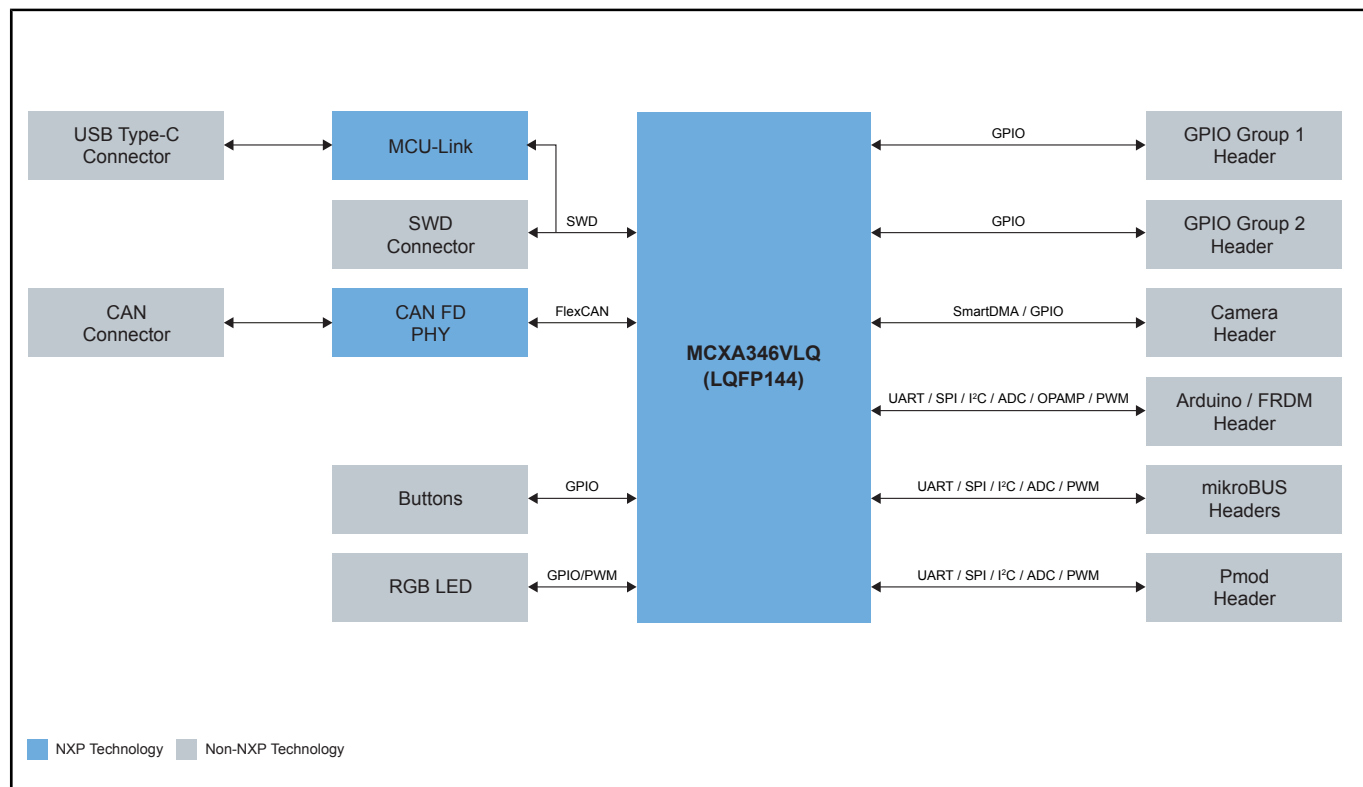 USB Type-C
Connector
MCU-Link
SWD
Connector
SWD
CAN
Connector
CAN FD
PHY
FlexCAN
Buttons
GPIO
RGB LED
GPIO/PWM
MCXA346VLQ
(LQFP144)
GPIO
GPIO Group 1
Header
GPIO
GPIO Group 2
Header
SmartDMA / GPIO
Camera
Header
UART / SPI / I²C / ADC / OPAMP / PWM
Arduino / FRDM
Header
UART / SPI / I²C / ADC / PWM
mikroBUS
Headers
UART / SPI / I²C / ADC / PWM
Pmod
Header
NXP Technology
Non-NXP Technology